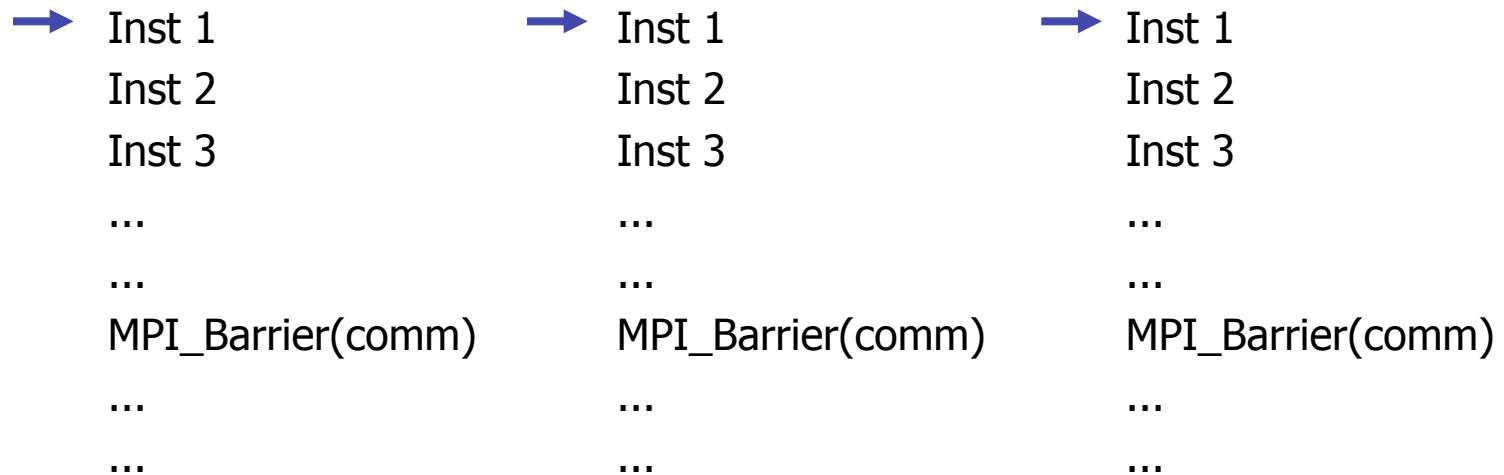 Inst 1 Inst 1 Inst 1
Inst 2 Inst 2 Inst 2
Inst 3 Inst 3 Inst 3
... ... ...
... ... ...
MPI_Barrier(comm) MPI_Barrier(comm) MPI_Barrier(comm)
... ... ...
... ... ...